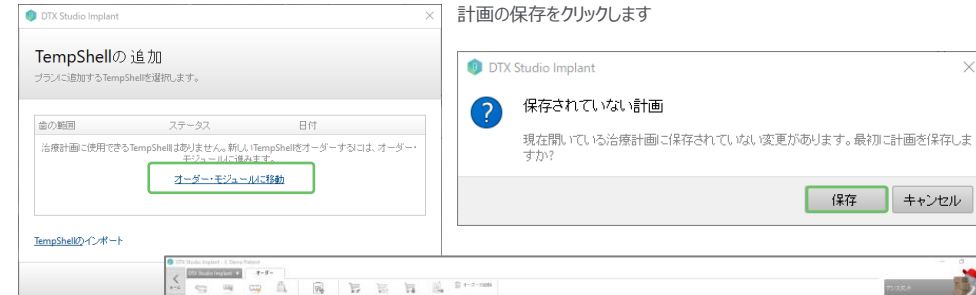 DTX Studio Implant
TempShellの 追加
プランに追加するTempShellを選択します。
歯の範囲 ステータス 日付
治療計画に使用できるTempShellはありません。新しいTempShellをオーダーするには、オーダー・
モジュールに進みます。
オーダー・モジュールに移動
TempShellのインポート
計画の保存をクリックします
DTX Studio Implant
保存されていない計画
現在開いている治療計画に保存されていない変更があります。最初に計画を保存しま
すか?
保存 キャンセル
DTX Studio Implant
オーダー